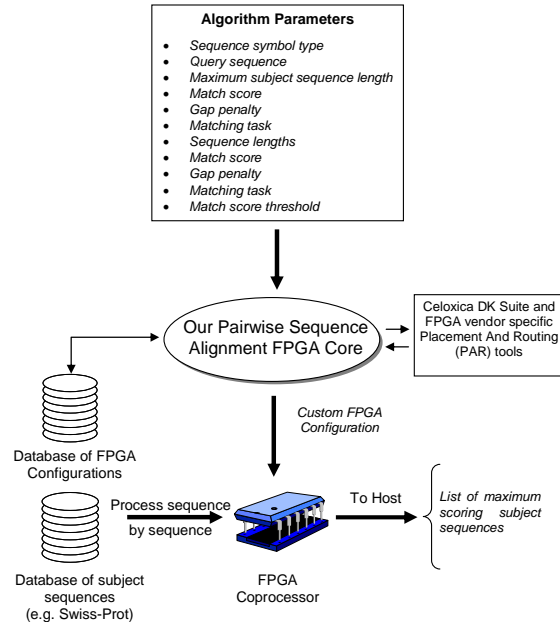 Algorithm Parameters
• Sequence symbol type
• Query sequence
• Maximum subject sequence length
• Match score
• Gap penalty
• Matching task
• Sequence lengths
• Match score
• Gap penalty
• Matching task
• Match score threshold
Our Pairwise Sequence
Alignment FPGA Core
Celoxica DK Suite and
FPGA vendor specific
Placement And Routing
(PAR) tools
Custom FPGA
Configuration
Database of FPGA
Configurations
Process sequence
by sequence
To Host
List of maximum
scoring subject
sequences
Database of subject
sequences
(e.g. Swiss-Prot)
FPGA
Coprocessor